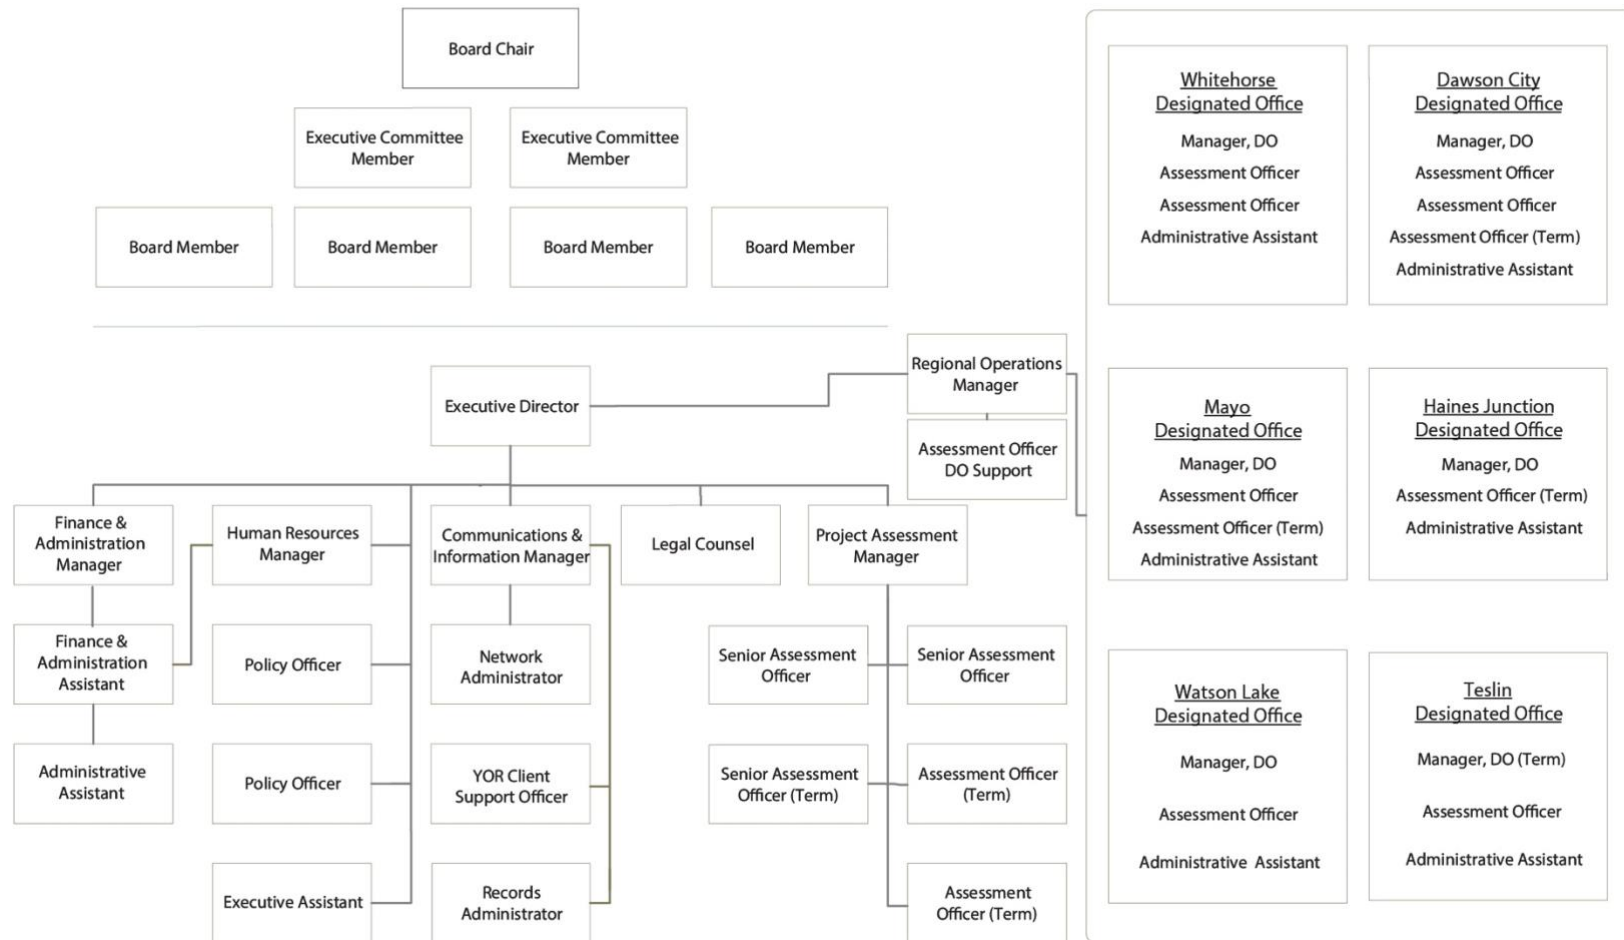 Board Chair
Executive Committee
Member
Executive Committee
Member
Board Member
Board Member
Board Member
Board Member
Executive Director
Regional Operations
Manager
Assessment Officer
DO Support
Finance &
Administration
Manager
Human Resources
Manager
Communications &
Information Manager
Legal Counsel
Project Assessment
Manager
Finance &
Administration
Assistant
Policy Officer
Network
Administrator
Senior Assessment
Officer
Senior Assessment
Officer
Administrative
Assistant
Policy Officer
YOR Client
Support Officer
Senior Assessment
Officer (Term)
Assessment Officer
(Term)
Executive Assistant
Records
Administrator
Assessment
Officer (Term)
Whitehorse
Designated Office
Manager, DO
Assessment Officer
Assessment Officer
Administrative Assistant
Dawson City
Designated Office
Manager, DO
Assessment Officer
Assessment Officer
Assessment Officer (Term)
Administrative Assistant
Mayo
Designated Office
Manager, DO
Assessment Officer
Assessment Officer (Term)
Administrative Assistant
Haines Junction
Designated Office
Manager, DO
Assessment Officer (Term)
Administrative Assistant
Watson Lake
Designated Office
Manager, DO
Assessment Officer
Administrative Assistant
Teslin
Designated Office
Manager, DO (Term)
Assessment Officer
Administrative Assistant